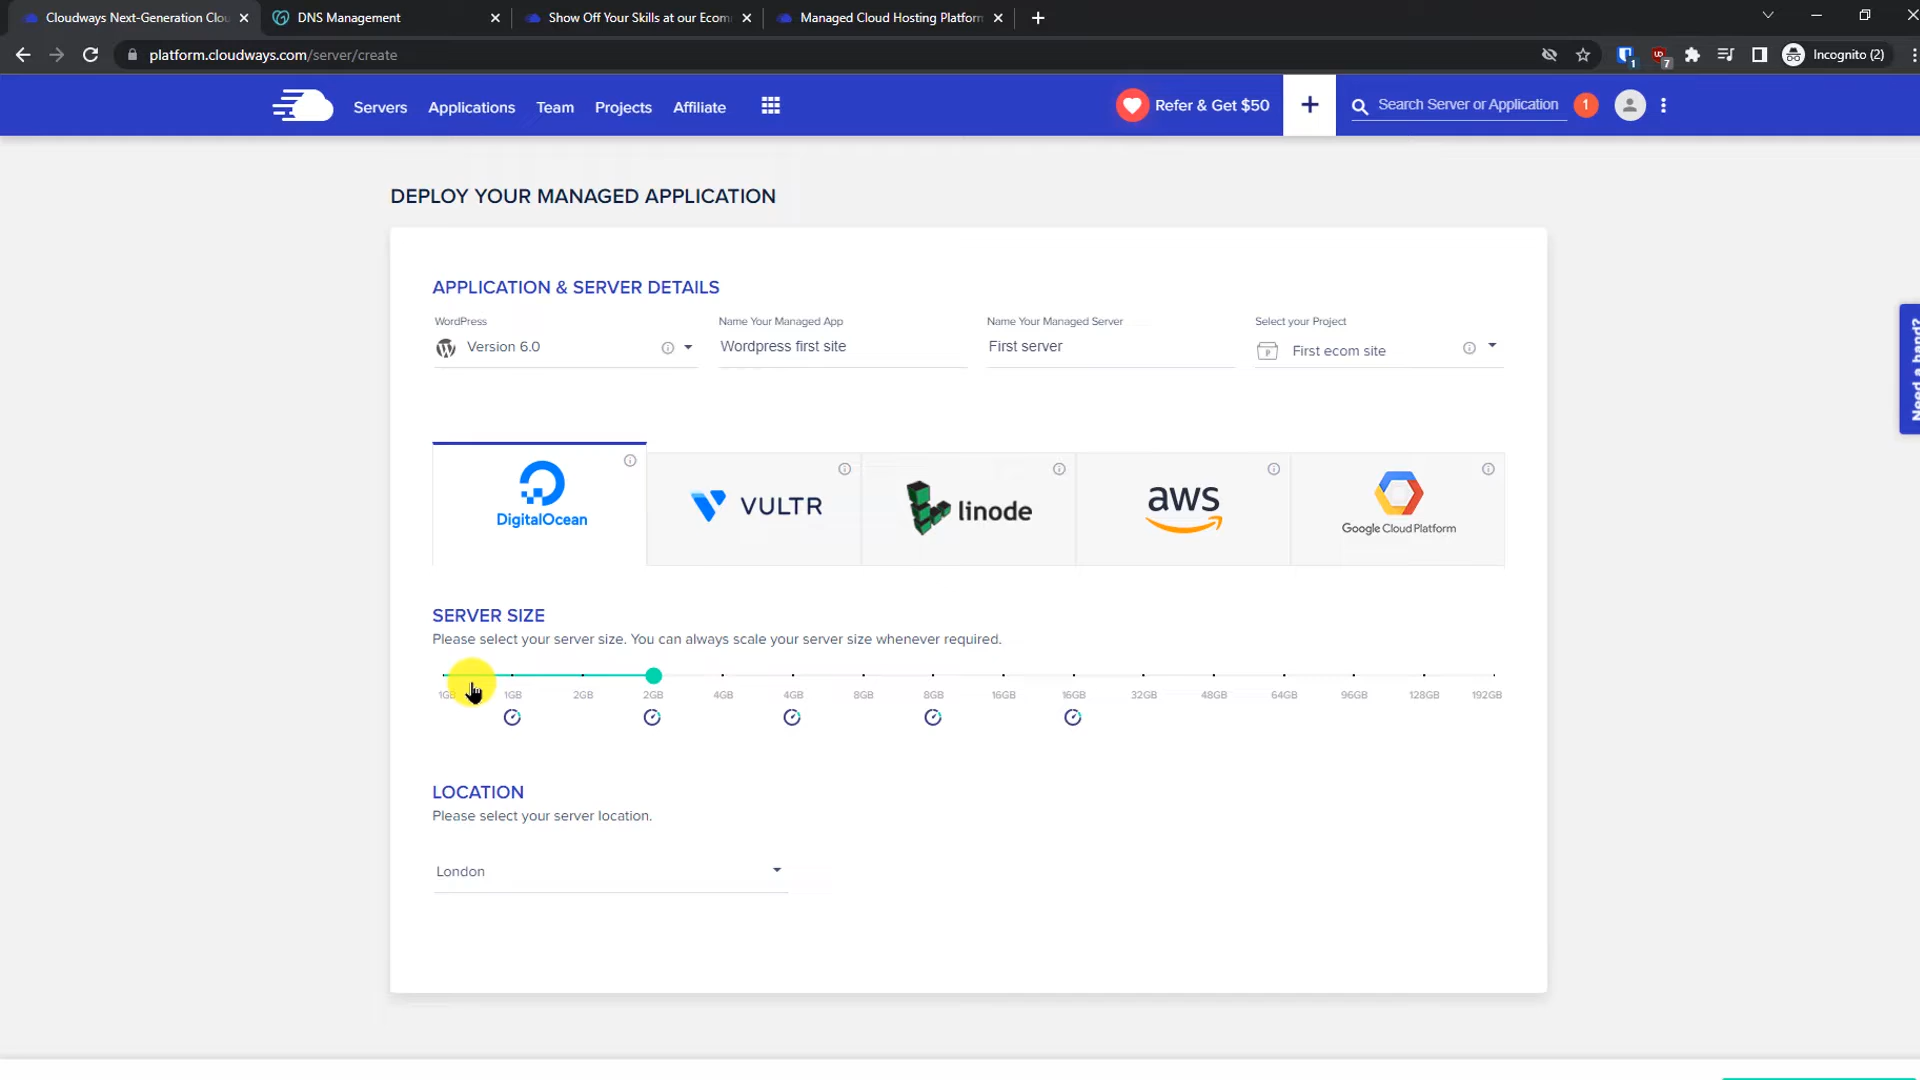 Cloudways Next-Generation Clou
DNS Management
Show Off Your Skills at our Ecom
Managed Cloud Hosting Platform
platform.cloudways.com/server/create
1
7
Incognito (2)
Servers
Applications
Team
Projects
Affiliate
Refer & Get $50
Search Server or Application
1
DEPLOY YOUR MANAGED APPLICATION
APPLICATION & SERVER DETAILS
WordPress
Name Your Managed App
Name Your Managed Server
Select your Project
Version 6.0
Wordpress first site
First server
First ecom site
Need a hand?
DigitalOcean
VULTR
linode
aws
Google Cloud Platform
SERVER SIZE
Please select your server size. You can always scale your server size whenever required.
1GB
1GB
2GB
2GB
4GB
4GB
8GB
8GB
16GB
16GB
32GB
48GB
64GB
96GB
128GB
192GB
LOCATION
Please select your server location.
London